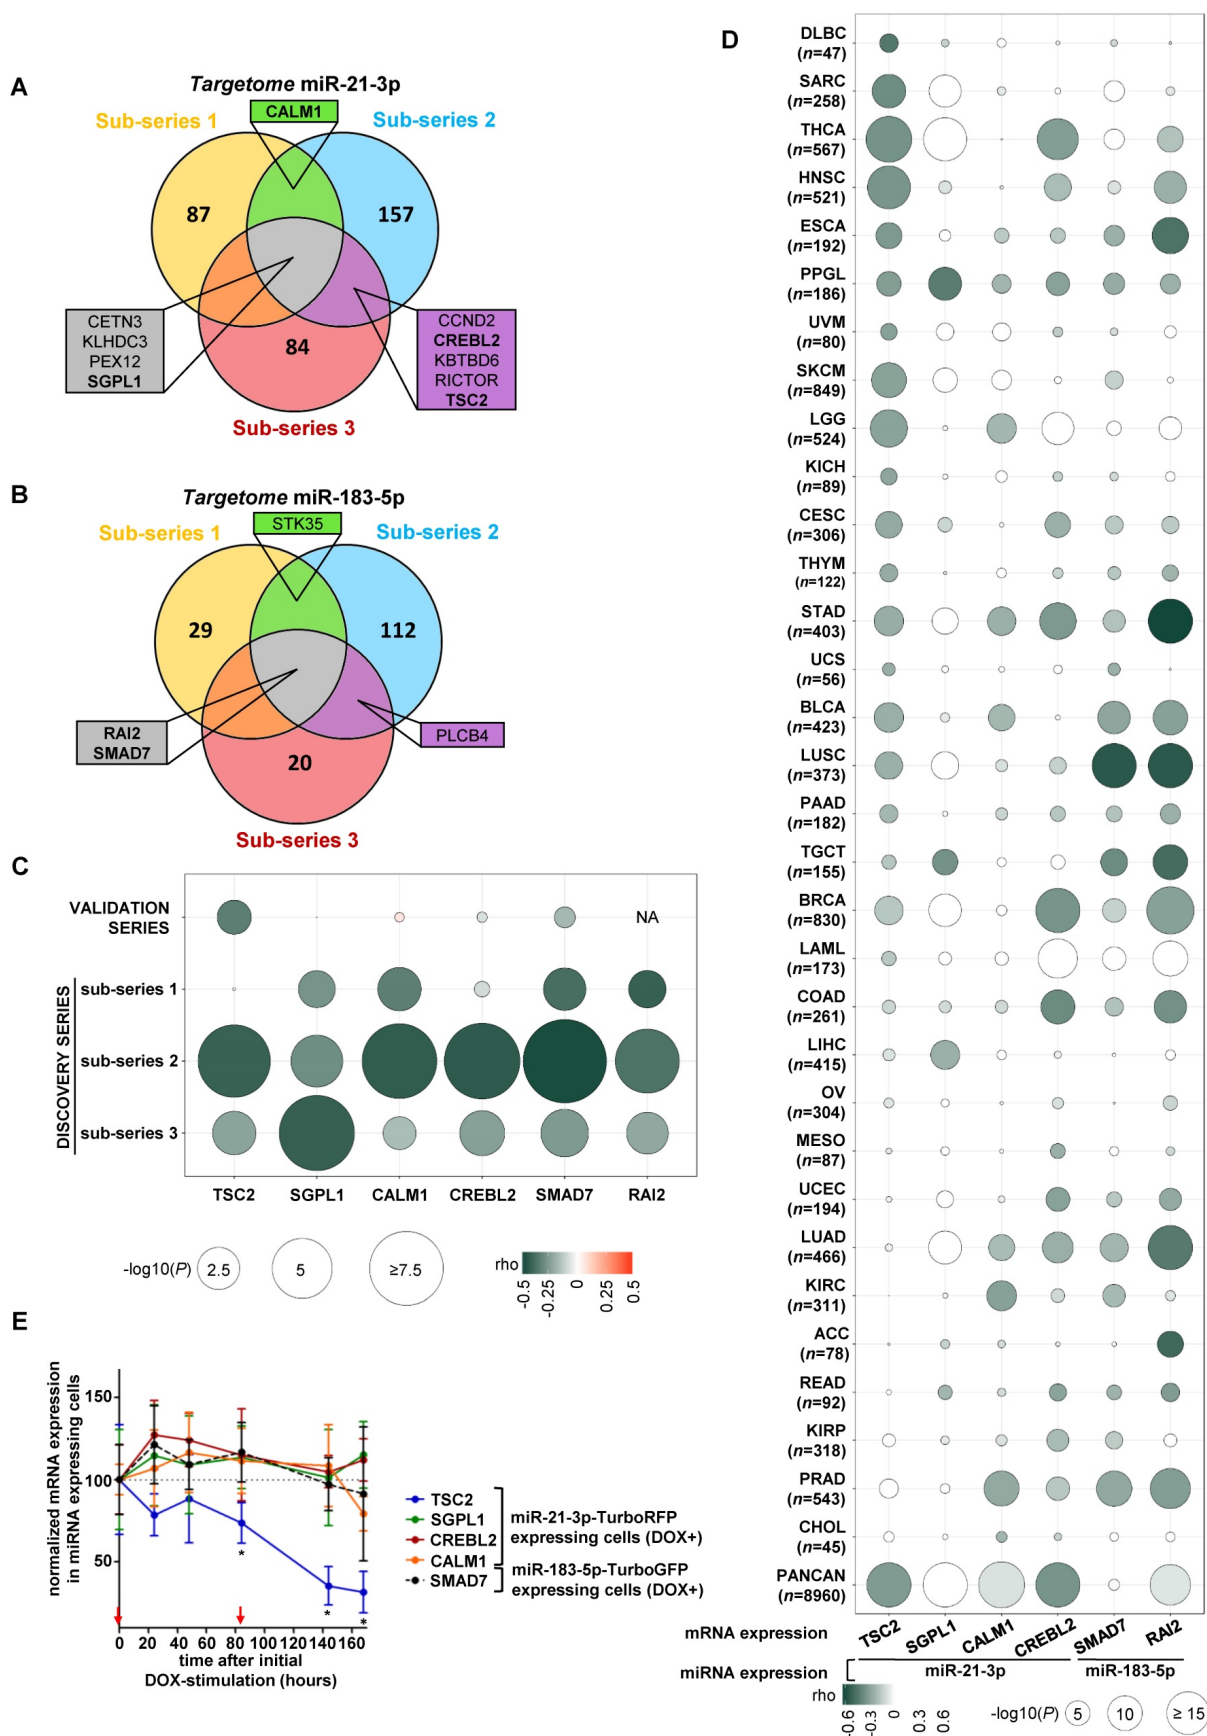 A
Targetome miR-21-3p
CALM1
Sub-series 1
Sub-series 2
87
157
CETN3
KLHDC3
PEX12
SGPL1
84
CCND2
CREBL2
KBTBD6
RICTOR
TSC2
Sub-series 3
B
Targetome miR-183-5p
STK35
Sub-series 1
Sub-series 2
29
112
RAI2
SMAD7
PLCB4
20
Sub-series 3
C
VALIDATION
SERIES
NA
DISCOVERY SERIES
sub-series 1
sub-series 2
sub-series 3
TSC2 SGPL1 CALM1 CREBL2 SMAD7 RAI2
-log10(P) 2.5 5 ≥7.5
rho
-0.5 -0.25 0 0.25 0.5
E
normalized mRNA expression
in miRNA expressing cells
150
100
50
0 20 40 60 80 100 120 140 160
* * *
time after initial
DOX-stimulation (hours)
TSC2
SGPL1
CREBL2
CALM1
SMAD7
miR-21-3p-TurboRFP
expressing cells (DOX+)
miR-183-5p-TurboGFP
expressing cells (DOX+)
D
DLBC
(n=47)
SARC
(n=258)
THCA
(n=567)
HNSC
(n=521)
ESCA
(n=192)
PPGL
(n=186)
UVM
(n=80)
SKCM
(n=849)
LGG
(n=524)
KICH
(n=89)
CESC
(n=306)
THYM
(n=122)
STAD
(n=403)
UCS
(n=56)
BLCA
(n=423)
LUSC
(n=373)
PAAD
(n=182)
TGCT
(n=155)
BRCA
(n=830)
LAML
(n=173)
COAD
(n=261)
LIHC
(n=415)
OV
(n=304)
MESO
(n=87)
UCEC
(n=194)
LUAD
(n=466)
KIRC
(n=311)
ACC
(n=78)
READ
(n=92)
KIRP
(n=318)
PRAD
(n=543)
CHOL
(n=45)
PANCAN
(n=8960)
mRNA expression TSC2 SGPL1 CALM1 CREBL2 SMAD7 RAI2
miRNA expression miR-21-3p miR-183-5p
rho
-0.6 -0.3 0 0.3 0.6
-log10(P) 5 10 ≥ 15